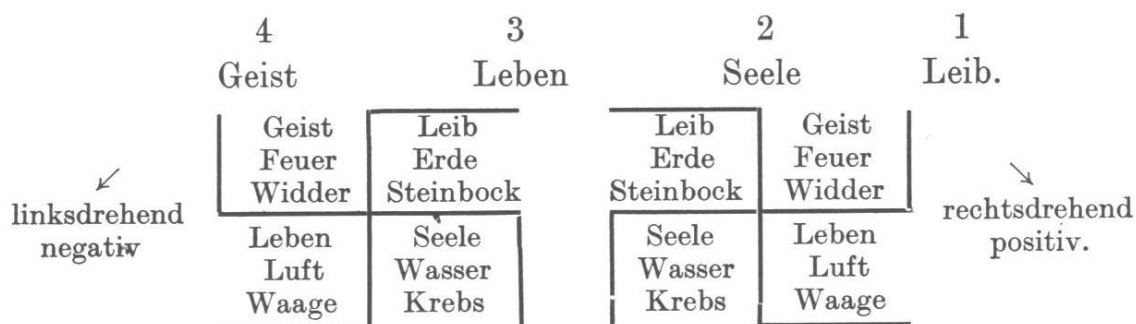 4 3 2 1
Geist Leben Seele Leib.
Geist Leib Leib Geist
Feuer Erde Erde Feuer
Widder Steinbock Steinbock Widder
linksdrehend rechtsdrehend
negativ positiv.
Leben Seele Seele Leben
Luft Wasser Wasser Luft
Waage Krebs Krebs Waage